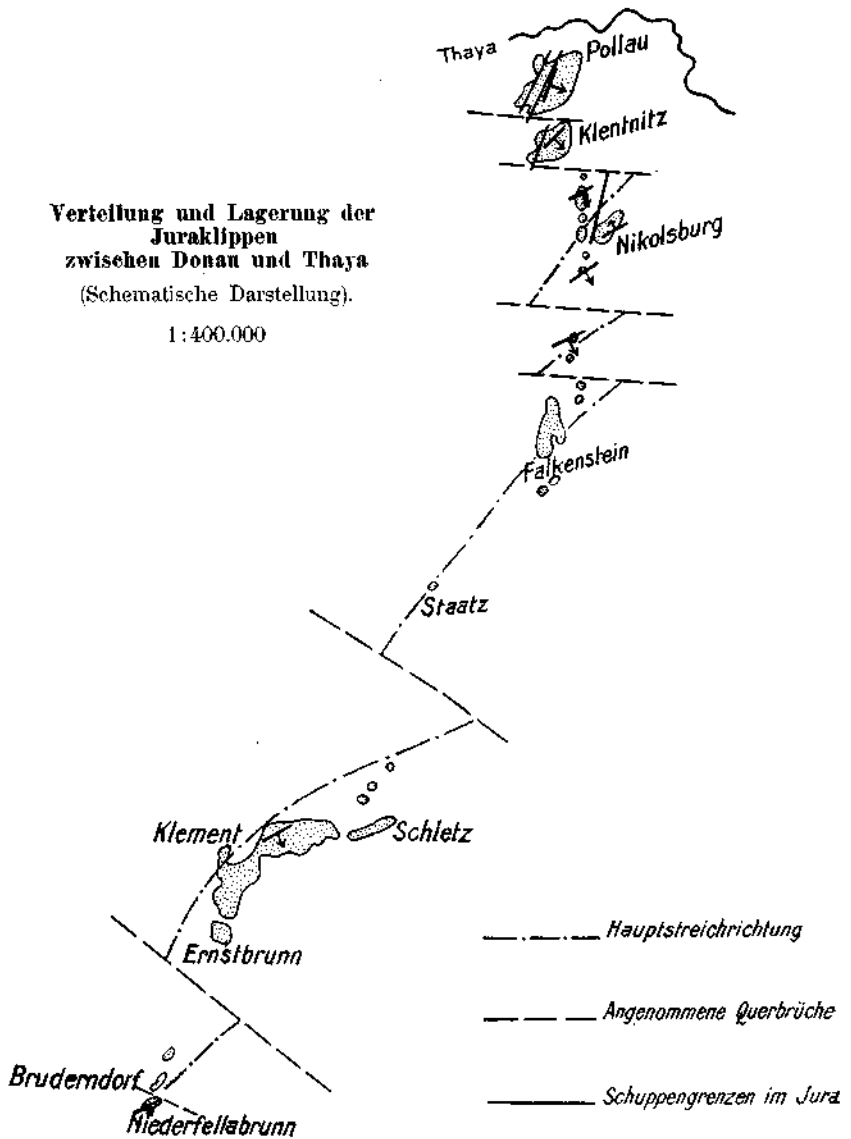 Thaya
Pollau
Klentnitz
Verteilung und Lagerung der
Juraklippen
zwischen Donau und Thaya
(Schematische Darstellung).
1:400.000
Nikolsburg
Falkenstein
Staatz
Klement
Schletz
Ernstbrunn
Hauptstreichrichtung
Angenommene Querbrüche
Bruderndorf
Niederfellabrunn
Schuppengrenzen im Jura